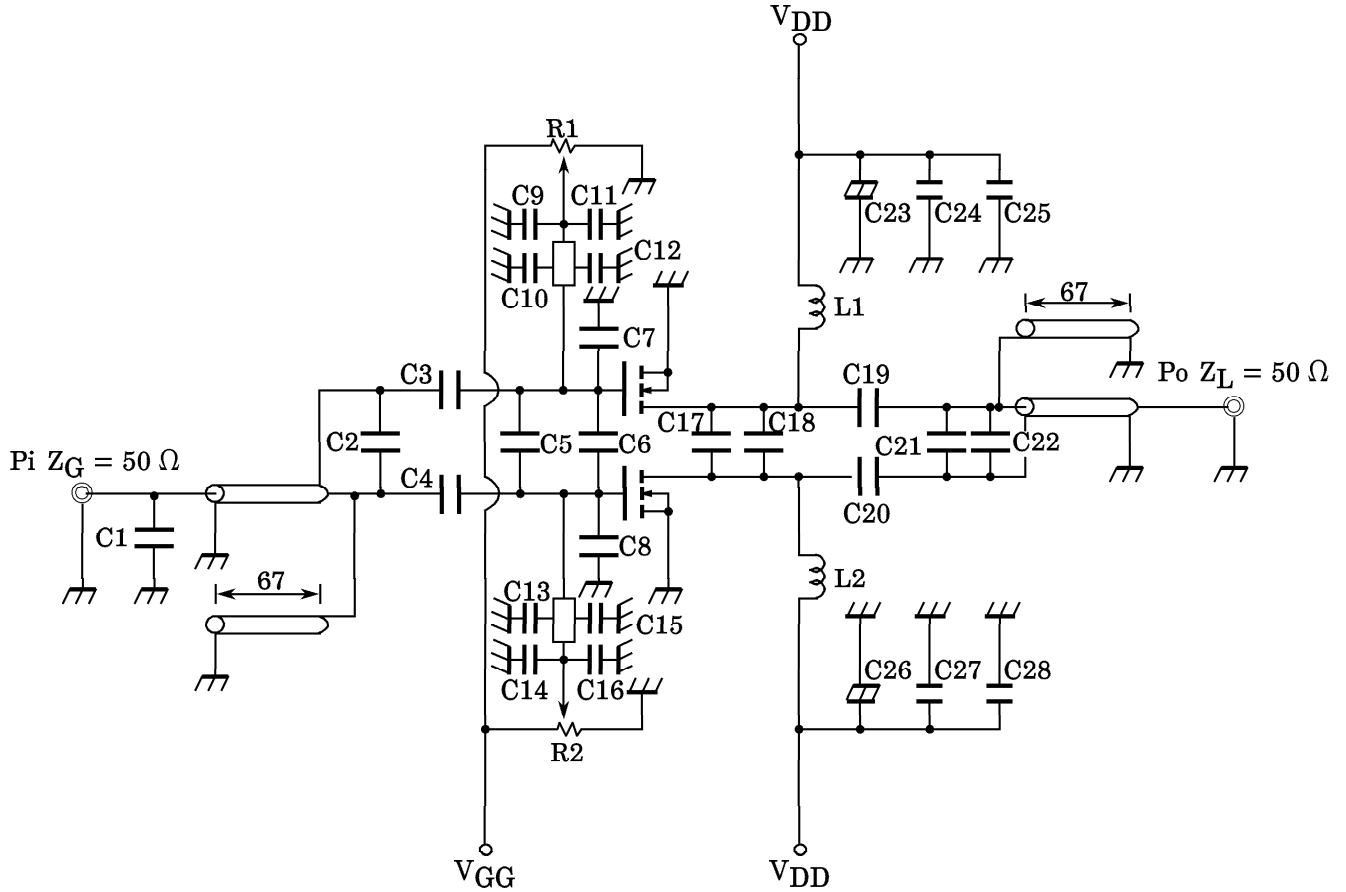 VDD
R1
C9
C11
C12
C10
C23
C24
C25
67
L1
C7
Po ZL = 50 Ω
C3
C19
C17
C18
C2
C5
C6
C21
C22
Pi ZG = 50 Ω
C4
C20
C1
C8
67
L2
C13
C15
C14
C16
C26
C27
C28
R2
VGG
VDD